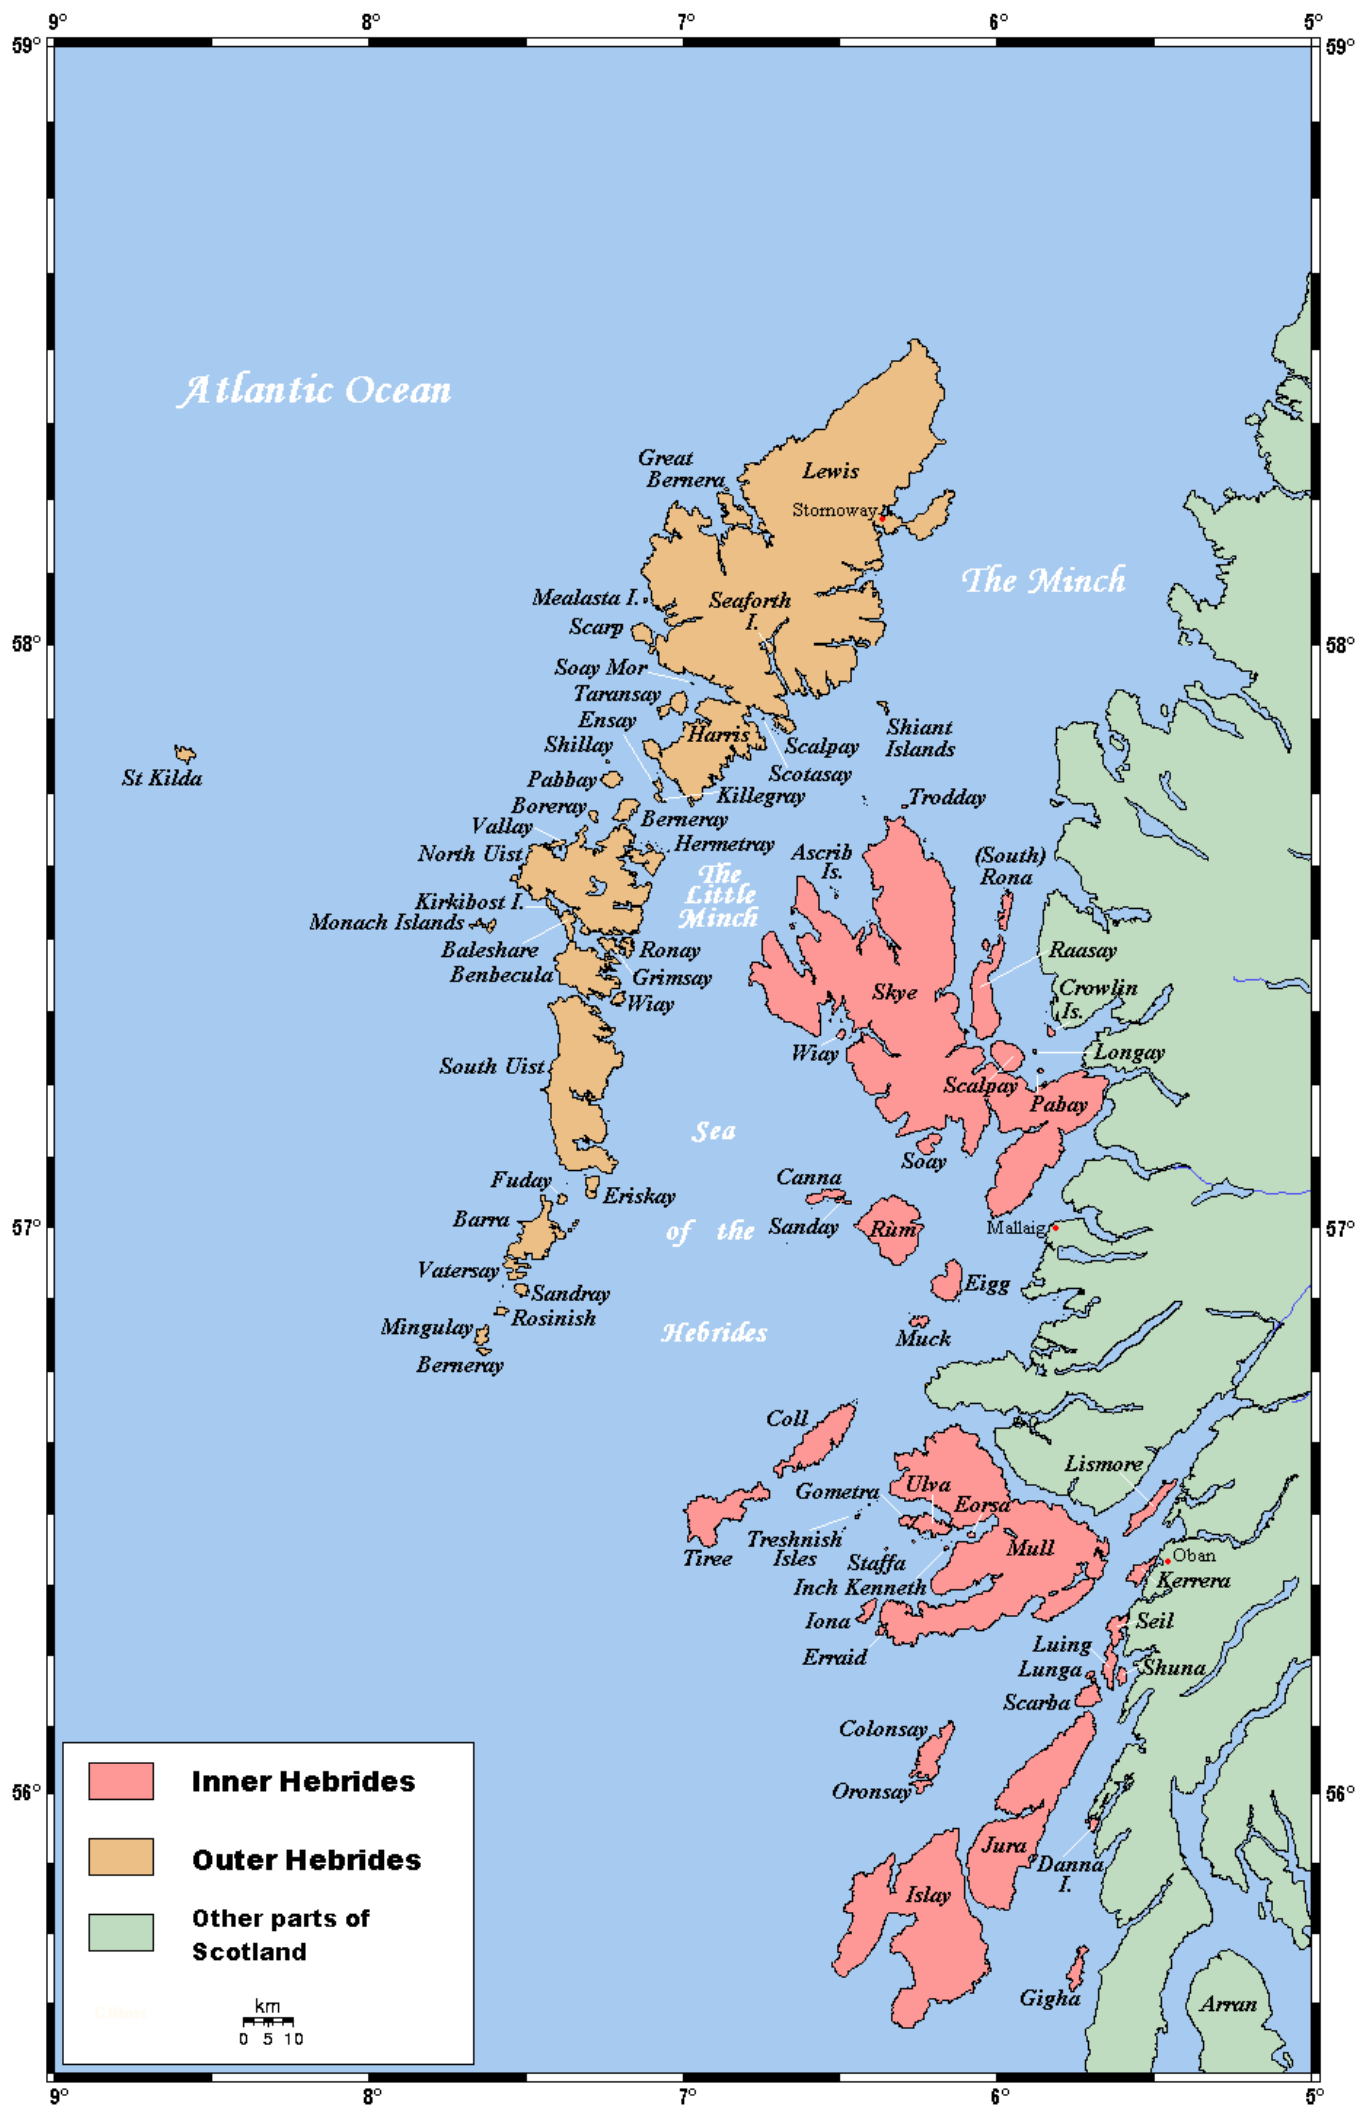 9° 8° 7° 6° 5°
59° 59°
Atlantic Ocean
Great
Bernera
Lewis
Stornoway
The Minch
Mealasta I.
Seaforth
I.
Scarp
58° 58°
Soay Mor
Taransay
Ensay
Shillay
Harris
Scalpay
Shiant
Islands
St Kilda
Pabbay
Scotasay
Killegray
Trodday
Boreray
Berneray
Vallay
Hermetray
North Uist
Ascrib
Is.
(South)
Rona
The
Little
Minch
Kirkibost I.
Monach Islands
Baleshare
Ronay
Raasay
Benbecula
Grimsay
Skye
Crowlin
Is.
Wiay
Wiay
Longay
South Uist
Scalpay
Pabay
Sea
Soay
Fuday
Eriskay
Canna
Barra
Sanday
Rùm
Mallaig
57° 57°
of the
Vatersay
Sandray
Eigg
Rosinish
Mingulay
Hebrides
Muck
Berneray
Coll
Lismore
Gometra
Ulva
Eorsa
Treshnish
Isles
Tiree
Staffa
Mull
Oban
Inch Kenneth
Kerrera
Iona
Seil
Erraid
Luing
Lunga
Shuna
Scarba
Colonsay
Oronsay
56° 56°
Jura
Danna
I.
Islay
Gigha
Arran
Inner Hebrides
Outer Hebrides
Other parts of
Scotland
km
0 5 10
9° 8° 7° 6° 5°